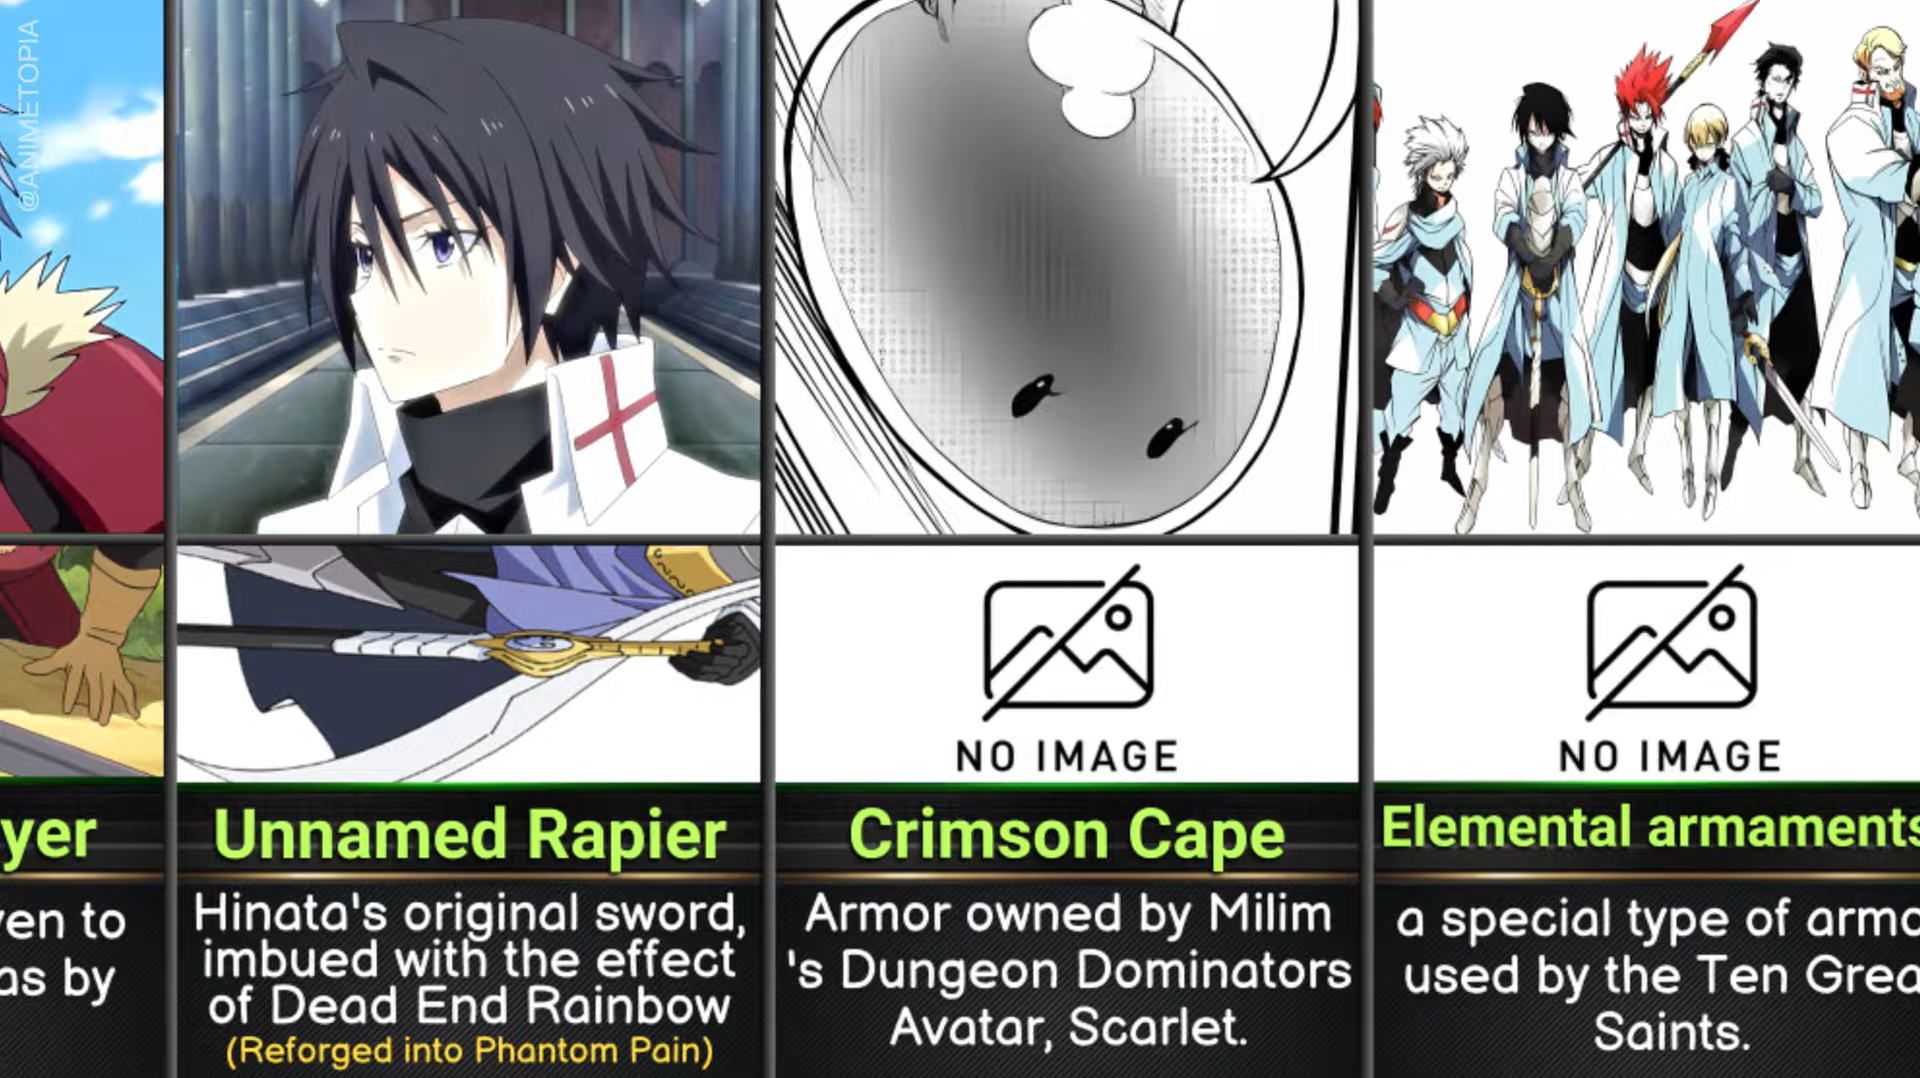 @ANIMETOPIA
yer
ven to
as by
Unnamed Rapier
Hinata's original sword,
imbued with the effect
of Dead End Rainbow
(Reforged into Phantom Pain)
NO IMAGE
Crimson Cape
Armor owned by Milim
's Dungeon Dominators
Avatar, Scarlet.
NO IMAGE
Elemental armaments
a special type of armo
used by the Ten Grea
Saints.